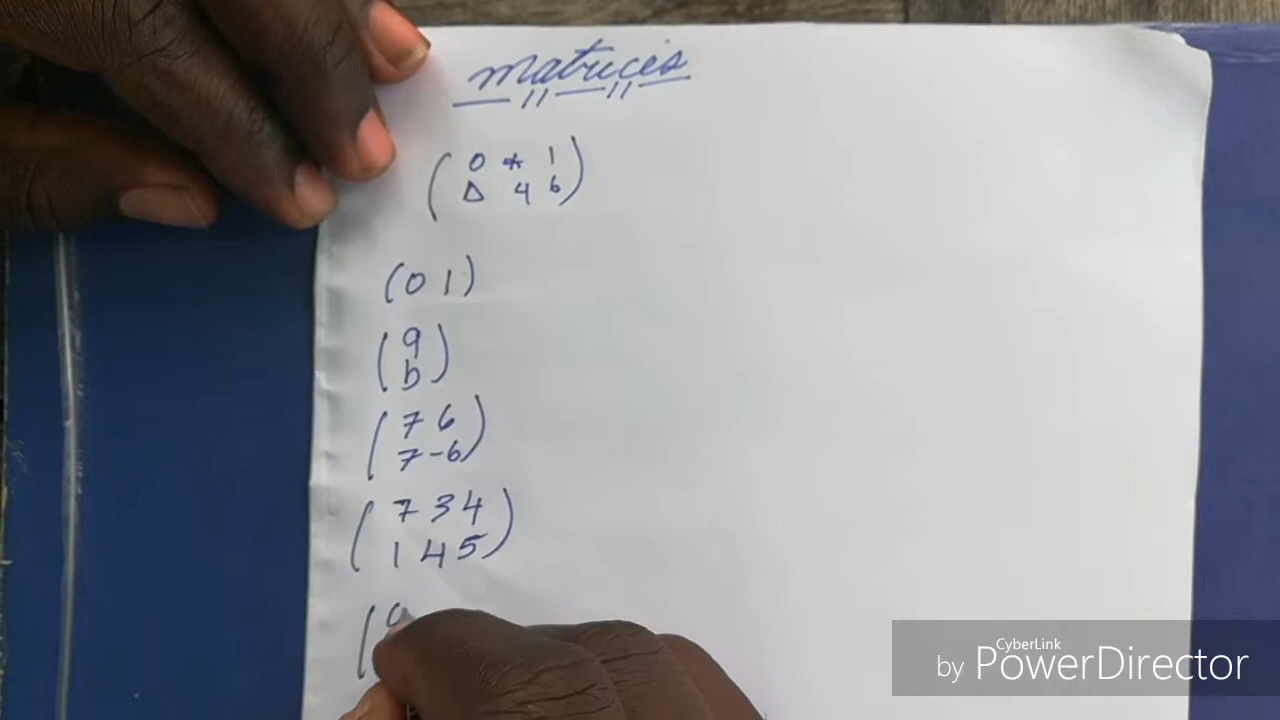 matrices
( 0 * 1
Δ 4 6 )
( 0 1 )
( a
b )
( 7 6
7 -6 )
( 7 3 4
1 4 5 )
(
CyberLink
by PowerDirector